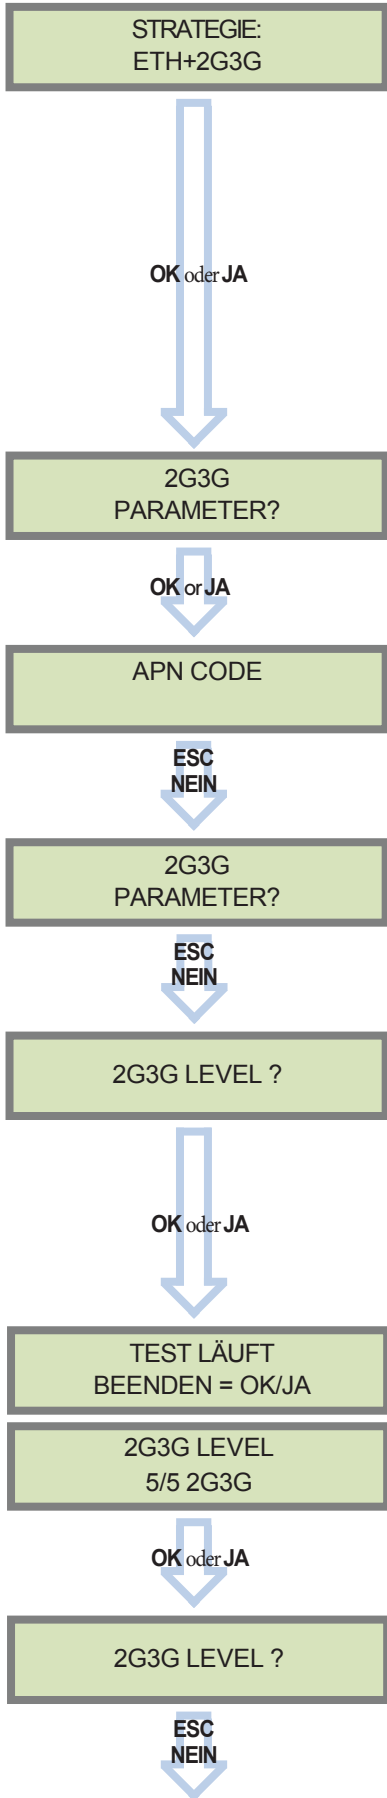 STRATEGIE:
ETH+2G3G
OK oder JA
2G3G
PARAMETER?
OK or JA
APN CODE
ESC
NEIN
2G3G
PARAMETER?
ESC
NEIN
2G3G LEVEL ?
OK oder JA
TEST LÄUFT
BEENDEN = OK/JA
2G3G LEVEL
5/5 2G3G
OK oder JA
2G3G LEVEL ?
ESC
NEIN